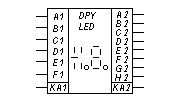 A1 DPY A2
B1 LED B2
C1 C2
D1 D2
E1 E2
F1 F2
G2
H2
KA1 KA2